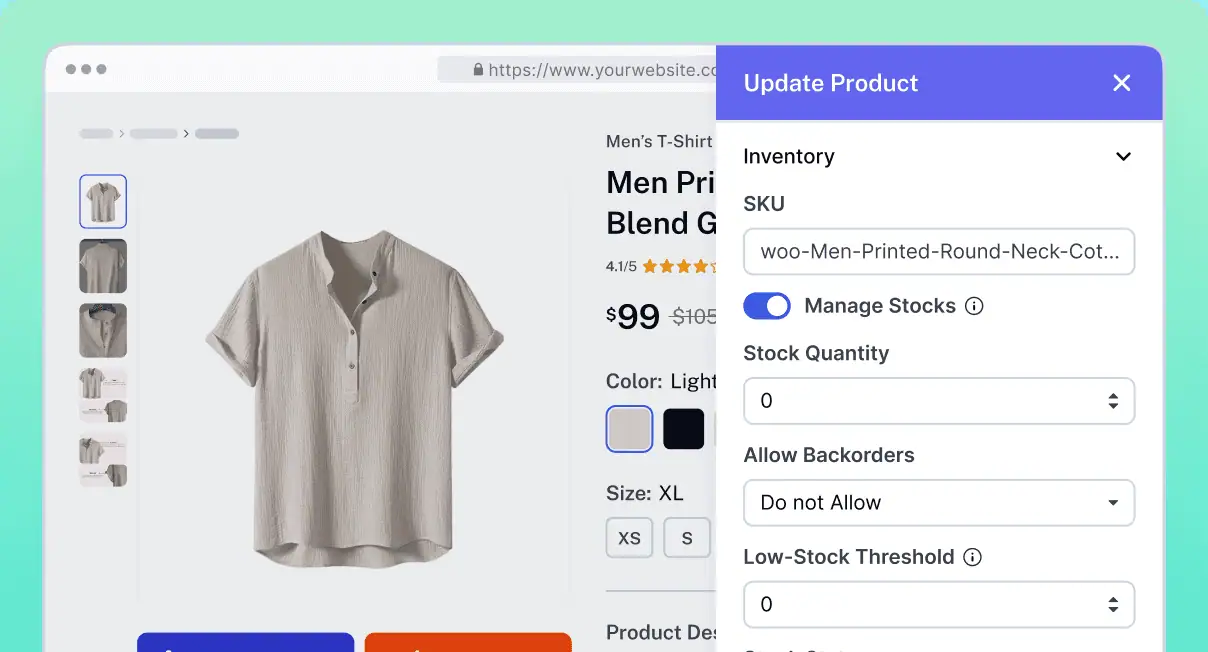 https://www.yourwebsite.co
Men’s T-Shirt
Men Pri
Blend G
4.1/5
$99 $105
Color: Light
Size: XL
XS S
Product Des
Update Product
Inventory
SKU
woo-Men-Printed-Round-Neck-Cot...
Manage Stocks
Stock Quantity
0
Allow Backorders
Do not Allow
Low-Stock Threshold
0